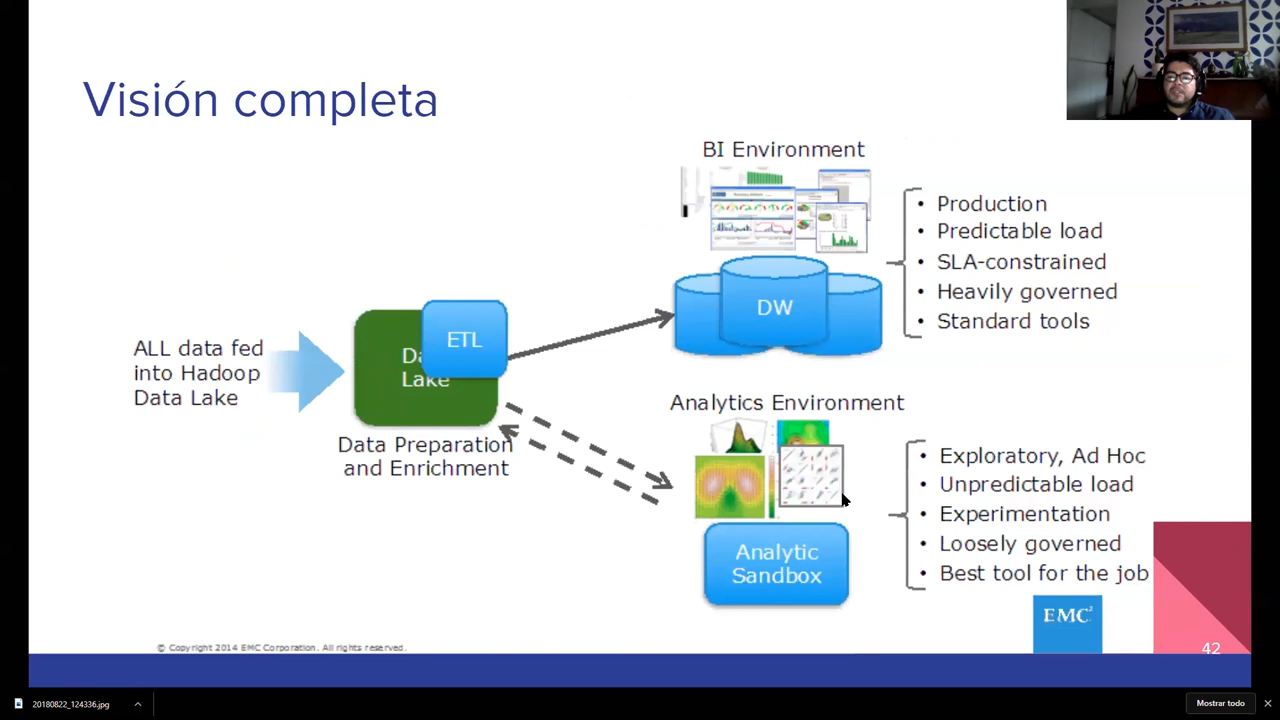 Visión completa
BI Environment
• Production
• Predictable load
• SLA-constrained
• Heavily governed
• Standard tools
DW
ETL
ALL data fed
into Hadoop
Data Lake
Da
Lake
Data Preparation
and Enrichment
Analytics Environment
• Exploratory, Ad Hoc
• Unpredictable load
• Experimentation
• Loosely governed
• Best tool for the job
Analytic
Sandbox
EMC²
© Copyright 2014 EMC Corporation. All rights reserved.
42
20180822_124336.jpg
Mostrar todo